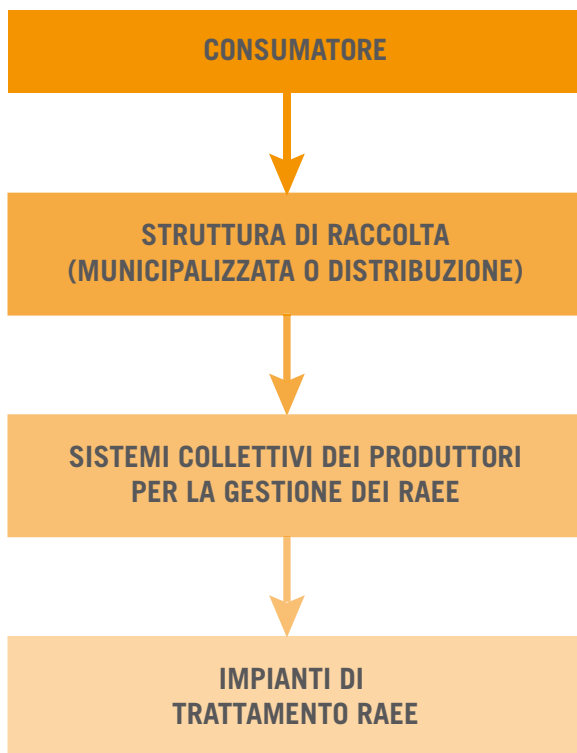 CONSUMATORE
STRUTTURA DI RACCOLTA
(MUNICIPALIZZATA O DISTRIBUZIONE)
SISTEMI COLLETTIVI DEI PRODUTTORI
PER LA GESTIONE DEI RAEE
IMPIANTI DI
TRATTAMENTO RAEE